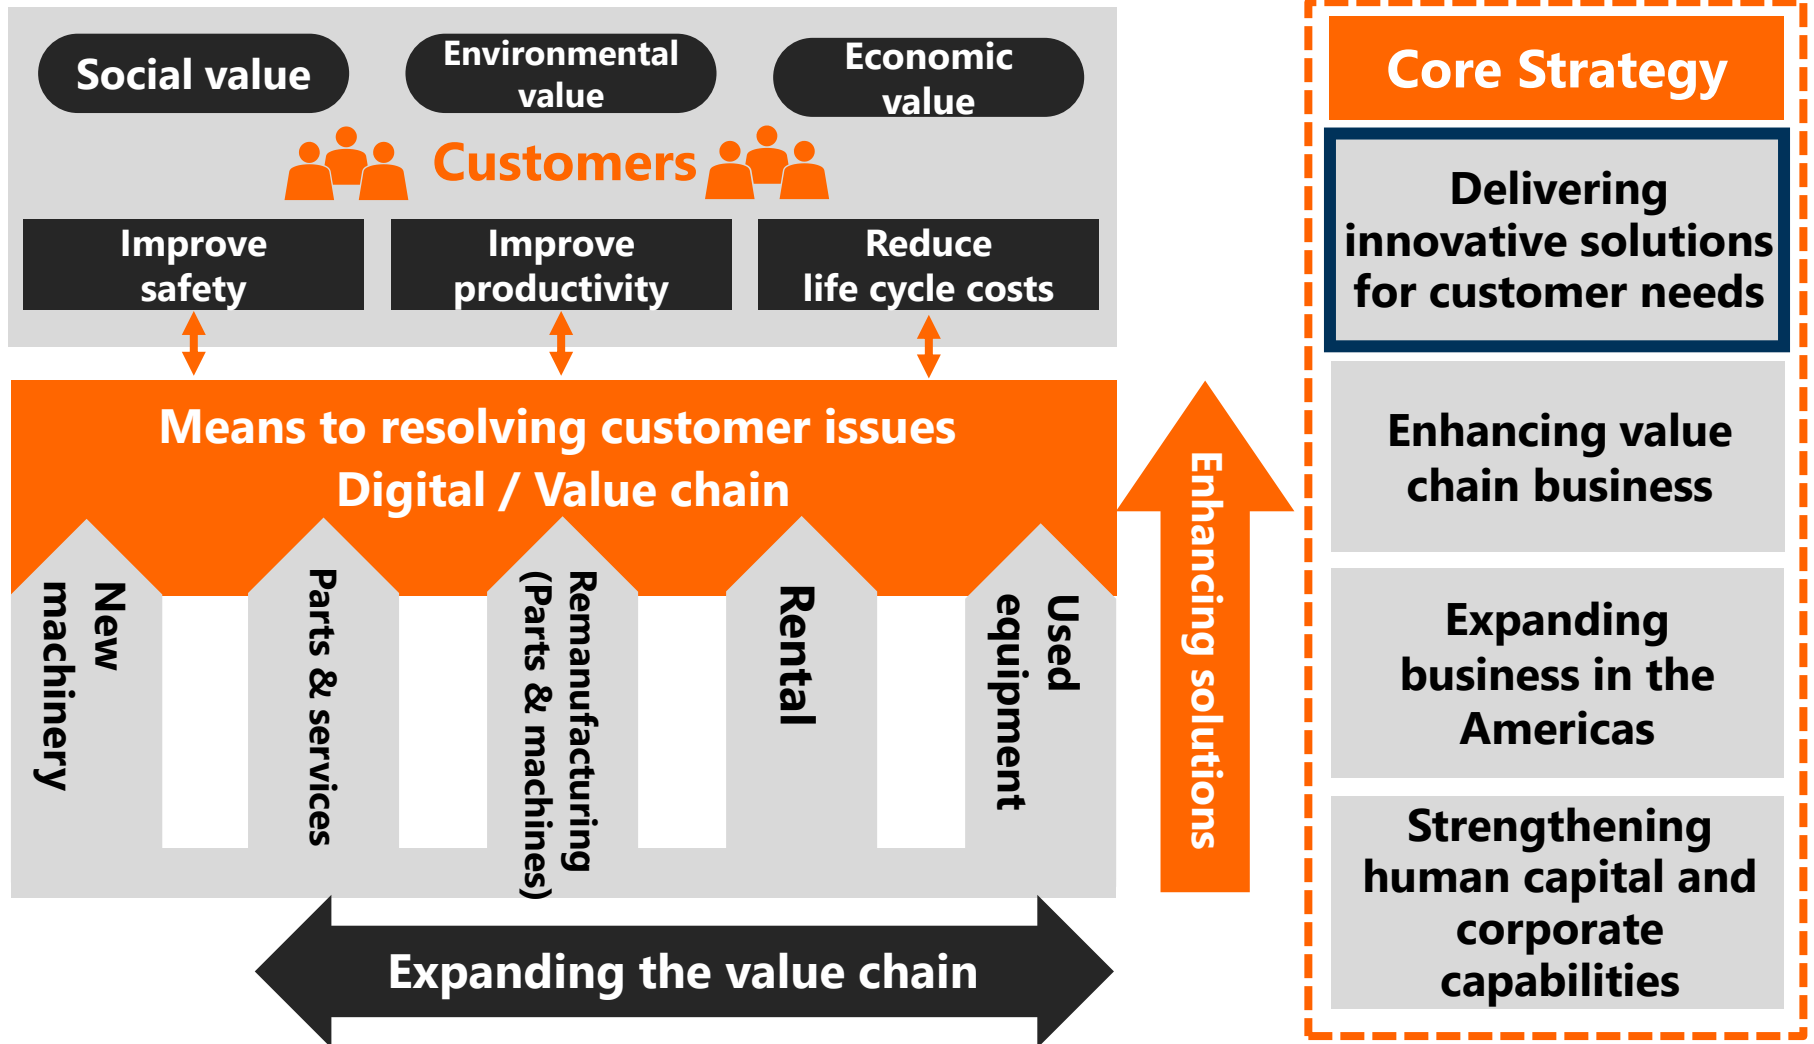 Social value
Environmental
value
Economic
value
Customers
Improve
safety
Improve
productivity
Reduce
life cycle costs
Means to resolving customer issues
Digital / Value chain
New
machinery
Parts & services
Remanufacturing
(Parts & machines)
Rental
Used
equipment
Expanding the value chain
Enhancing solutions
Core Strategy
Delivering
innovative solutions
for customer needs
Enhancing value
chain business
Expanding
business in the
Americas
Strengthening
human capital and
corporate
capabilities